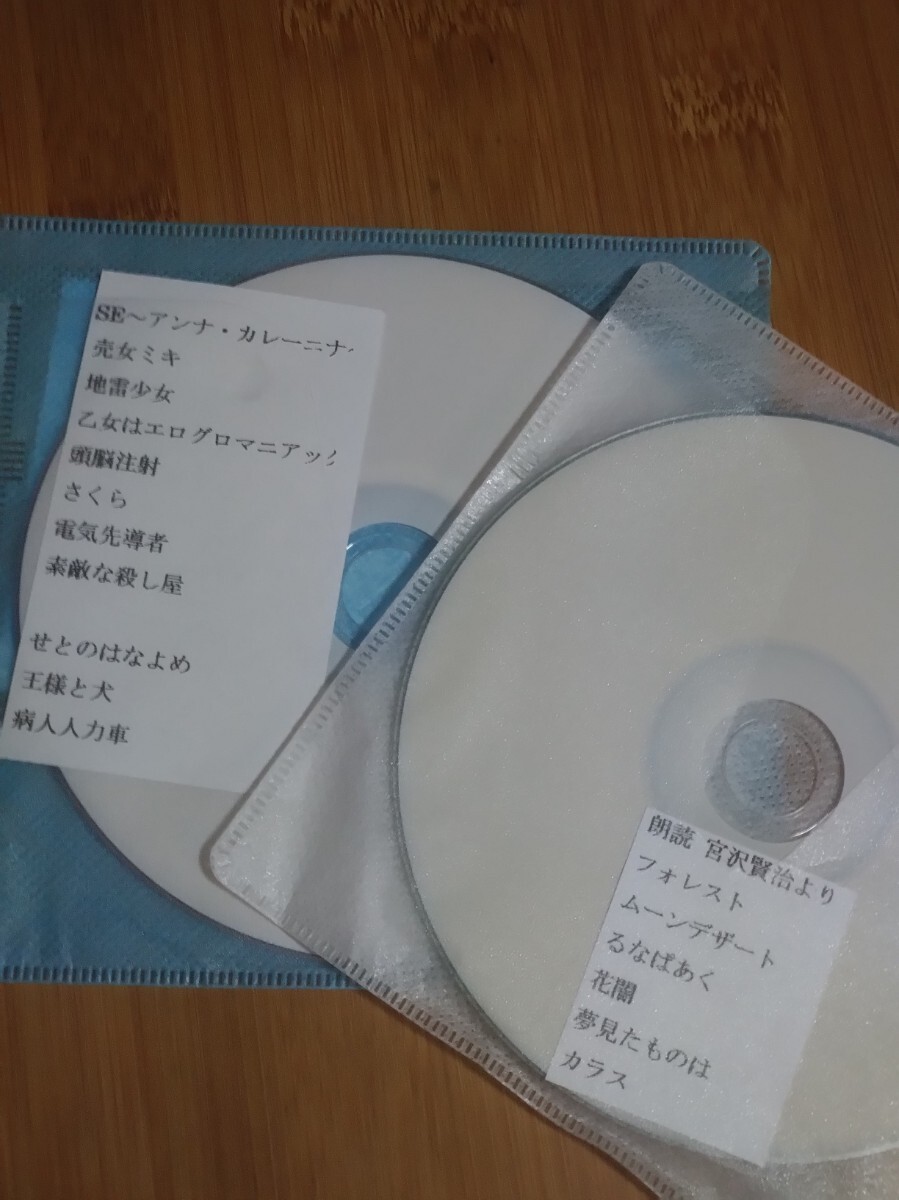 SE～アンナ・カレーニナ
売女ミキ
地雷少女
乙女はエログロマニアック
頭脳注射
さくら
電気先導者
素敵な殺し屋
せとのはなよめ
王様と犬
病人人力車
朗読 宮沢賢治より
フォレスト
ムーンデザート
るなぱあく
花闇
夢見たものは
カラス